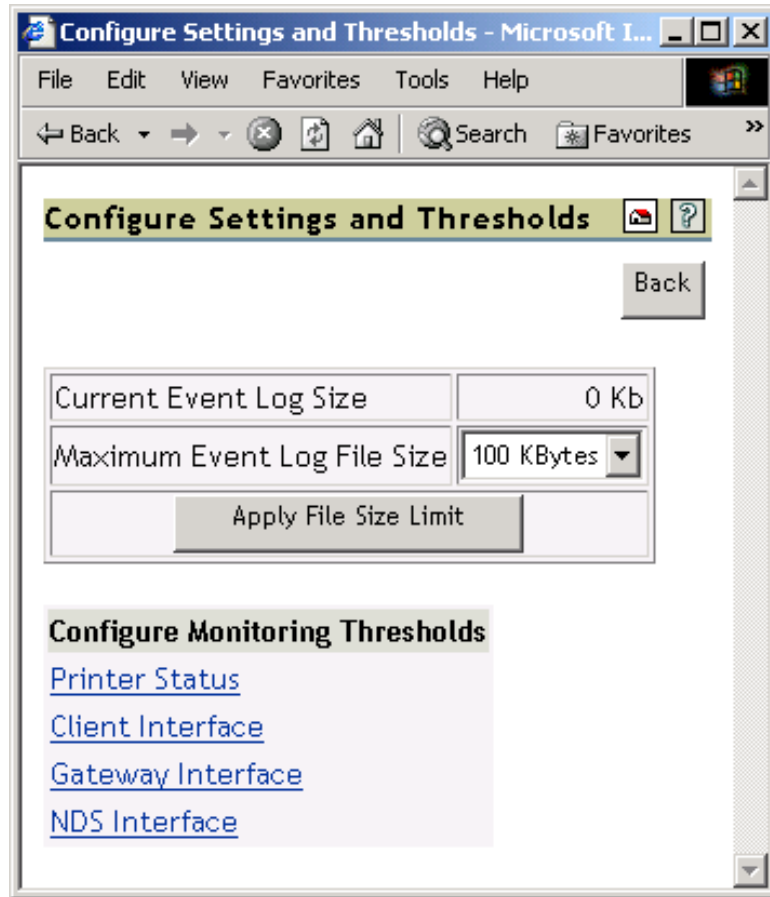 Configure Settings and Thresholds - Microsoft I...
File Edit View Favorites Tools Help
Back Search Favorites »
Configure Settings and Thresholds ?
Back
Current Event Log Size 0 Kb
Maximum Event Log File Size 100 KBytes
Apply File Size Limit
Configure Monitoring Thresholds
Printer Status
Client Interface
Gateway Interface
NDS Interface